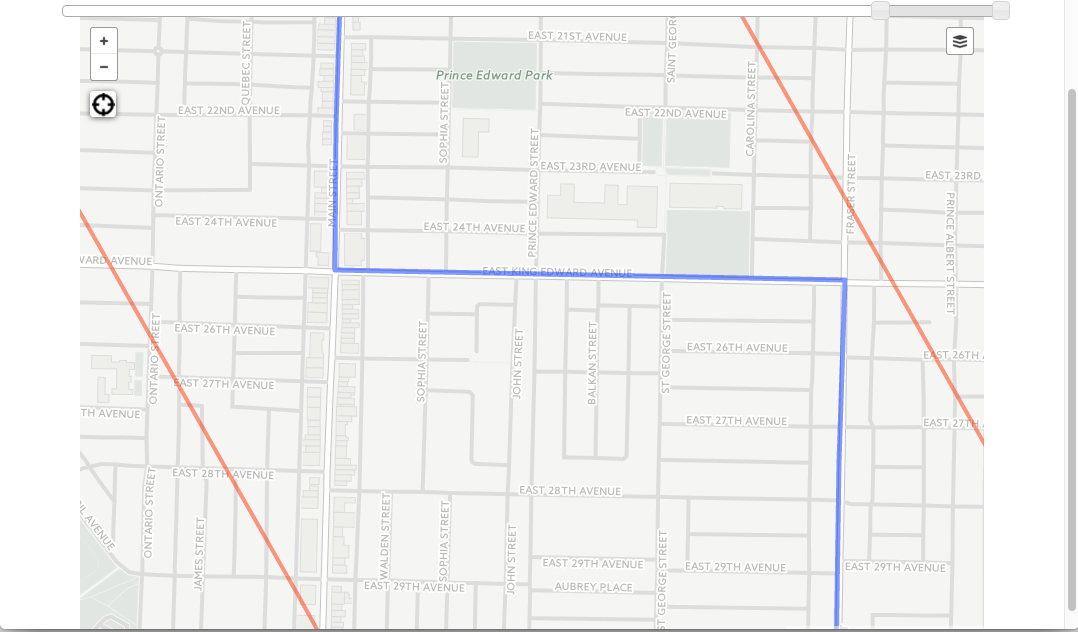 +
EAST 21ST AVENUE
−
QUEBEC STREET
SAINT GEOR
Prince Edward Park
CAROLINA STREET
EAST 22ND AVENUE
EAST 22ND AVENUE
SOPHIA STREET
ONTARIO STREET
EAST 23RD AVENUE
EAST 23RD
MAIN STREET
PRINCE EDWARD STREET
FRASER STREET
PRINCE ALBERT STREET
EAST 24TH AVENUE
EAST 24TH AVENUE
WARD AVENUE
EAST KING EDWARD AVENUE
EAST 26TH AVENUE
ONTARIO STREET
SOPHIA STREET
JOHN STREET
BALKAN STREET
ST GEORGE STREET
EAST 26TH AVENUE
EAST 26TH A
EAST 27TH AVENUE
TH AVENUE
EAST 27TH AVENUE
EAST 27TH
EAST 28TH AVENUE
EAST 28TH AVENUE
ONTARIO STREET
IL AVENUE
JAMES STREET
WALDEN STREET
SOPHIA STREET
JOHN STREET
ST GEORGE STREET
EAST 29TH AVENUE
EAST 29TH AVENUE
EAST 29TH AVENUE
EAST 29TH AVENUE
AUBREY PLACE